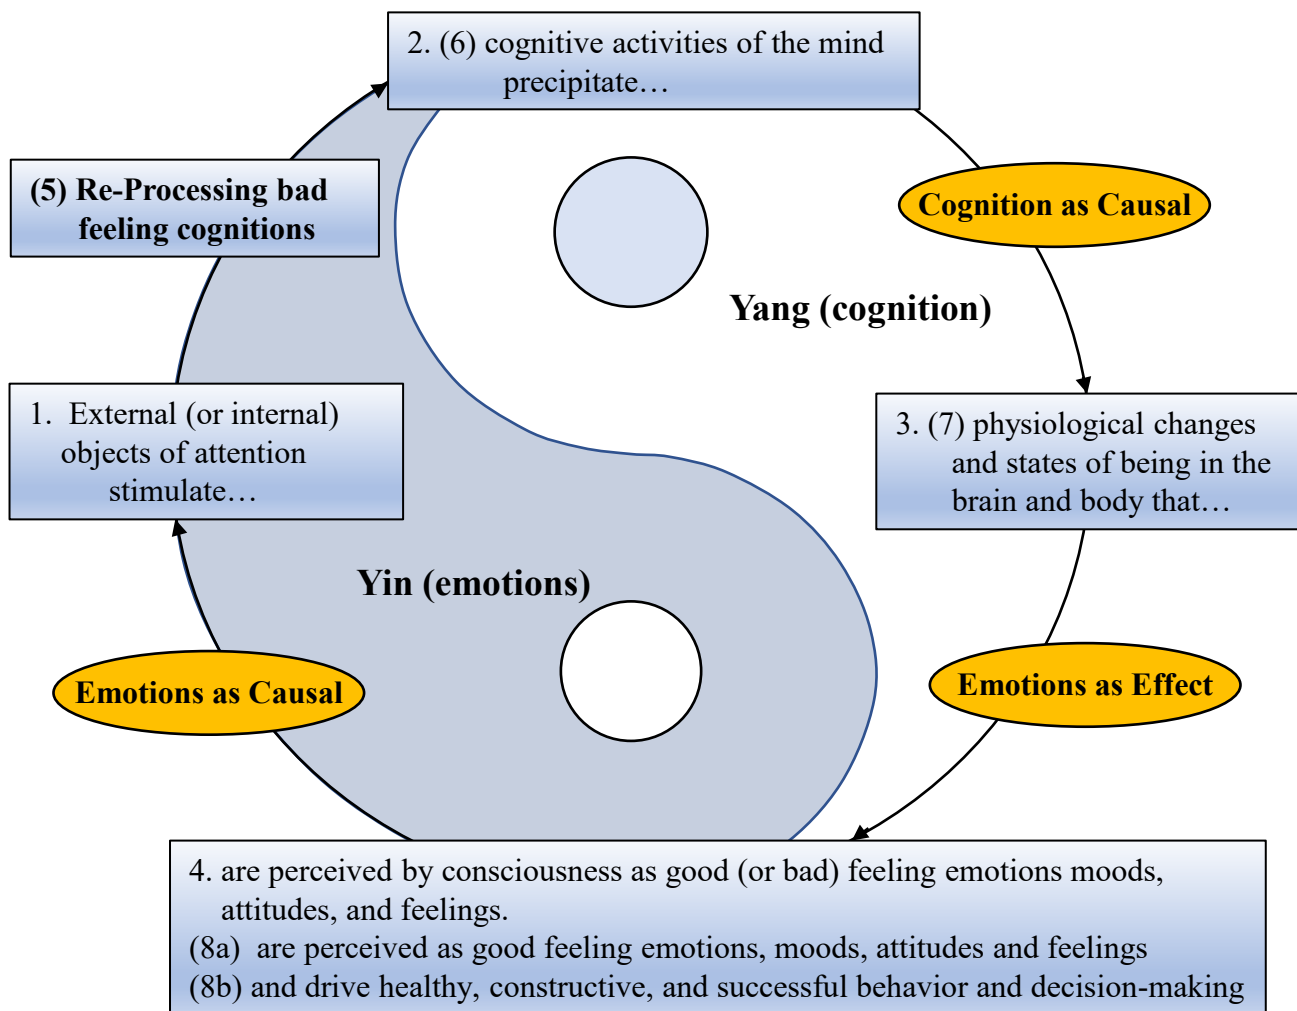 2. (6) cognitive activities of the mind
precipitate…
(5) Re-Processing bad
feeling cognitions
Cognition as Causal
Yang (cognition)
1. External (or internal)
objects of attention
stimulate…
3. (7) physiological changes
and states of being in the
brain and body that…
Yin (emotions)
Emotions as Causal
Emotions as Effect
4. are perceived by consciousness as good (or bad) feeling emotions moods,
attitudes, and feelings.
(8a) are perceived as good feeling emotions, moods, attitudes and feelings
(8b) and drive healthy, constructive, and successful behavior and decision-making